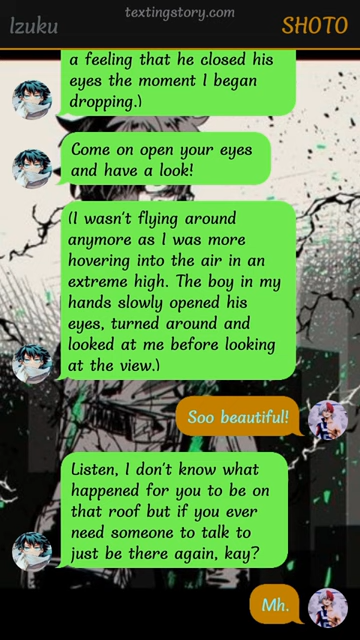 textingstory.com
Izuku
SHOTO
a feeling that he closed his
eyes the moment I began
dropping.)
Come on open your eyes
and have a look!
(I wasn't flying around
anymore as I was more
hovering into the air in an
extreme high. The boy in my
hands slowly opened his
eyes, turned around and
looked at me before looking
at the view.)
Soo beautiful!
Listen, I don't know what
happened for you to be on
that roof but if you ever
need someone to talk to
just be there again, kay?
Mh.